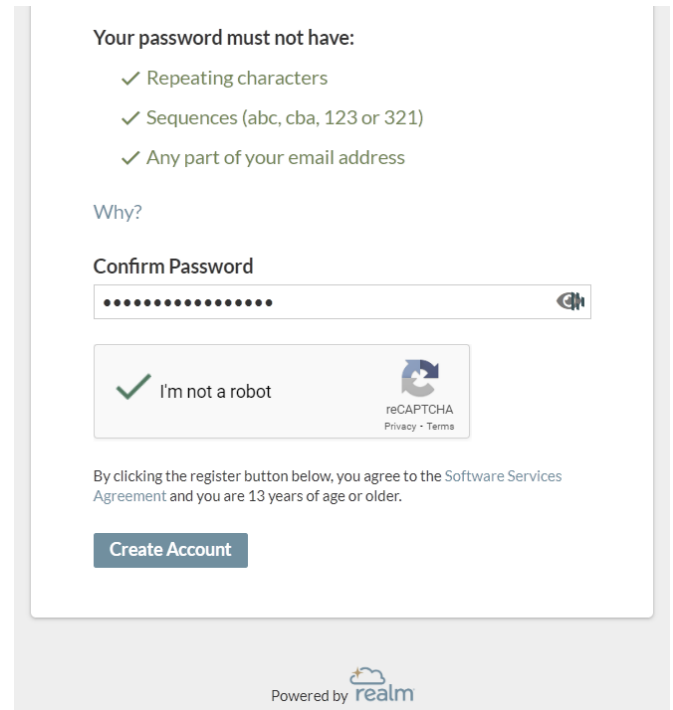 Your password must not have:
Repeating characters
Sequences (abc, cba, 123 or 321)
Any part of your email address
Why?
Confirm Password
•••••••••••••••••
I'm not a robot
reCAPTCHA
Privacy - Terms
By clicking the register button below, you agree to the Software Services
Agreement and you are 13 years of age or older.
Create Account
Powered by realm